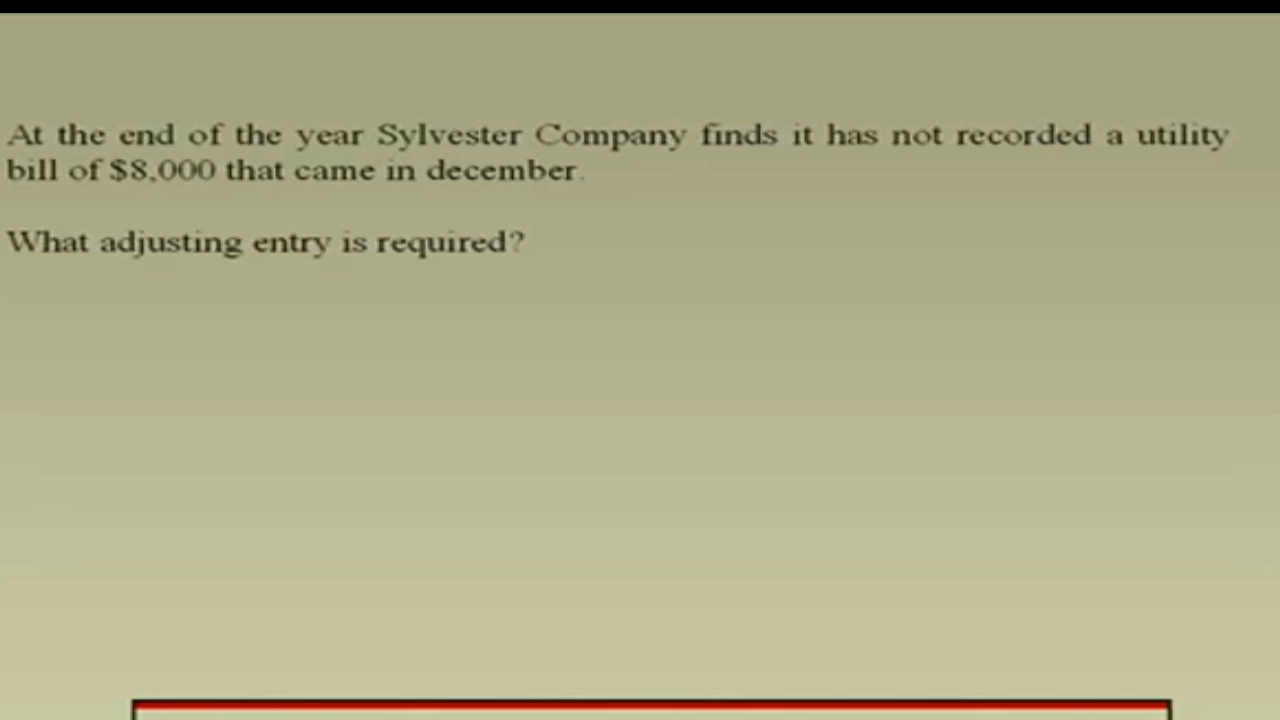 At the end of the year Sylvester Company finds it has not recorded a utility
bill of $8,000 that came in december.
What adjusting entry is required?